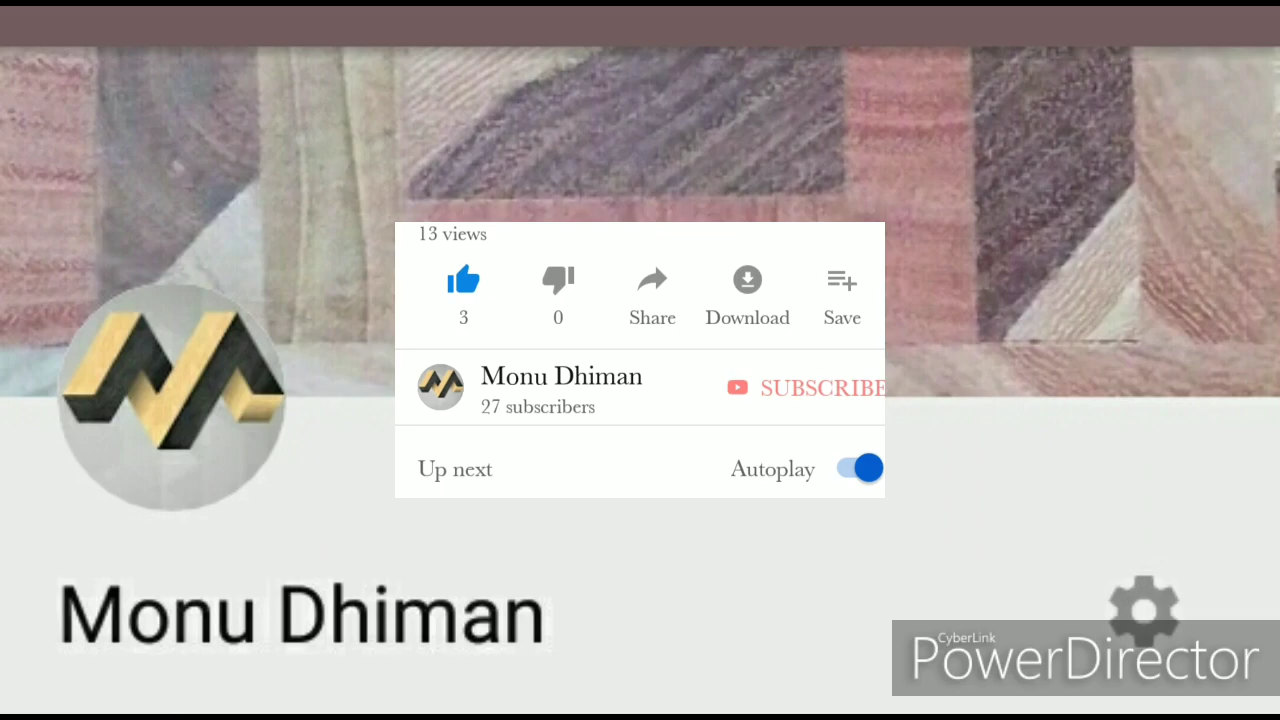 13 views
3 0 Share Download Save
Monu Dhiman SUBSCRIBE
27 subscribers
Up next Autoplay
Monu Dhiman
CyberLink
PowerDirector